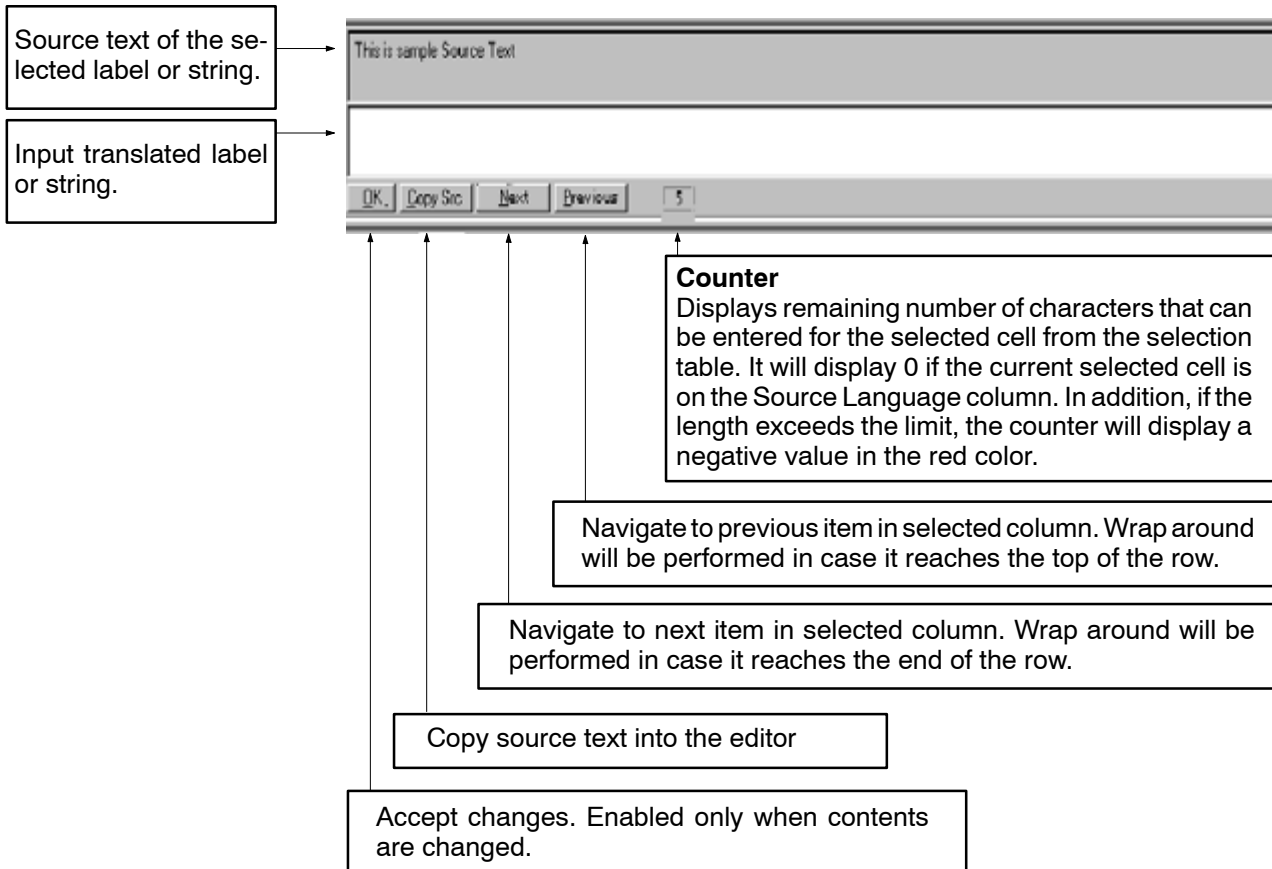 Source text of the se-
lected label or string.
This is sample Source Text
Input translated label
or string.
OK
Copy Src
Next
Previous
5
Counter
Displays remaining number of characters that can
be entered for the selected cell from the selection
table. It will display 0 if the current selected cell is
on the Source Language column. In addition, if the
length exceeds the limit, the counter will display a
negative value in the red color.
Navigate to previous item in selected column. Wrap around
will be performed in case it reaches the top of the row.
Navigate to next item in selected column. Wrap around will be
performed in case it reaches the end of the row.
Copy source text into the editor
Accept changes. Enabled only when contents
are changed.